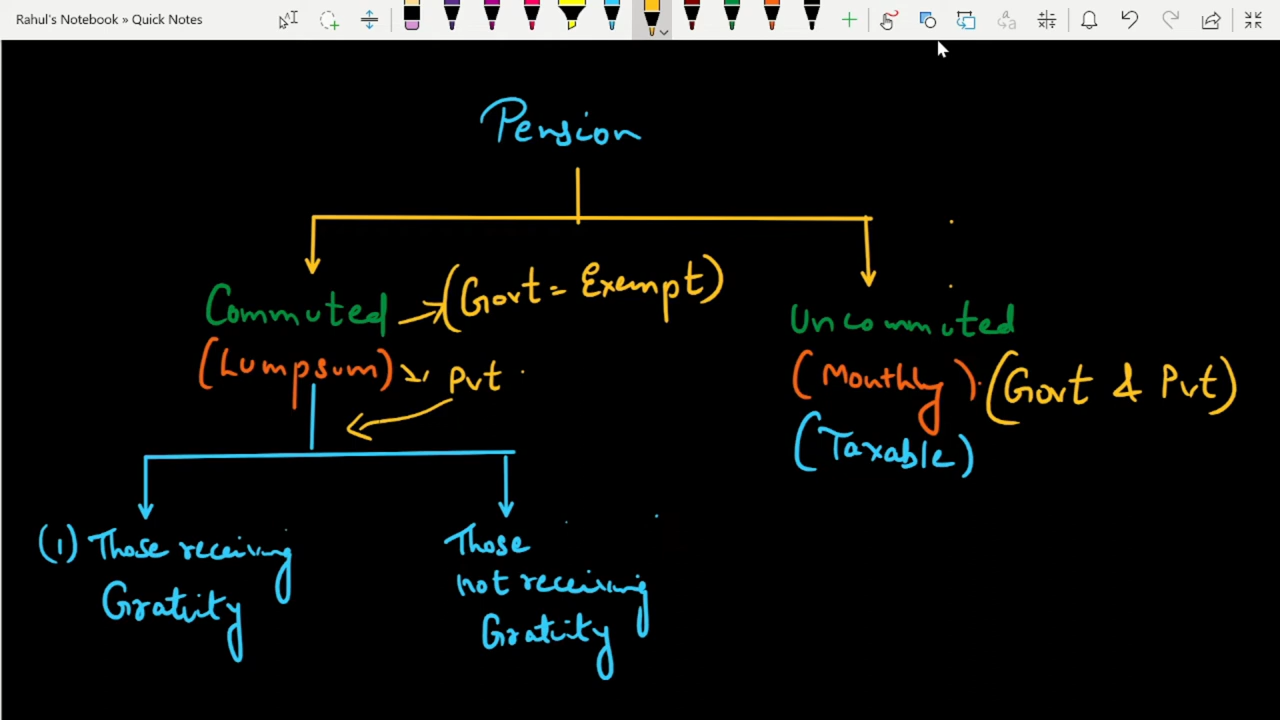 Rahul's Notebook » Quick Notes
Pension
Commuted
(Govt = Exempt)
Uncommuted
(Lumpsum)
Pvt
(Monthly)
(Govt & Pvt)
(Taxable)
(1) Those receiving
Gratuity
Those
not receiving
Gratuity